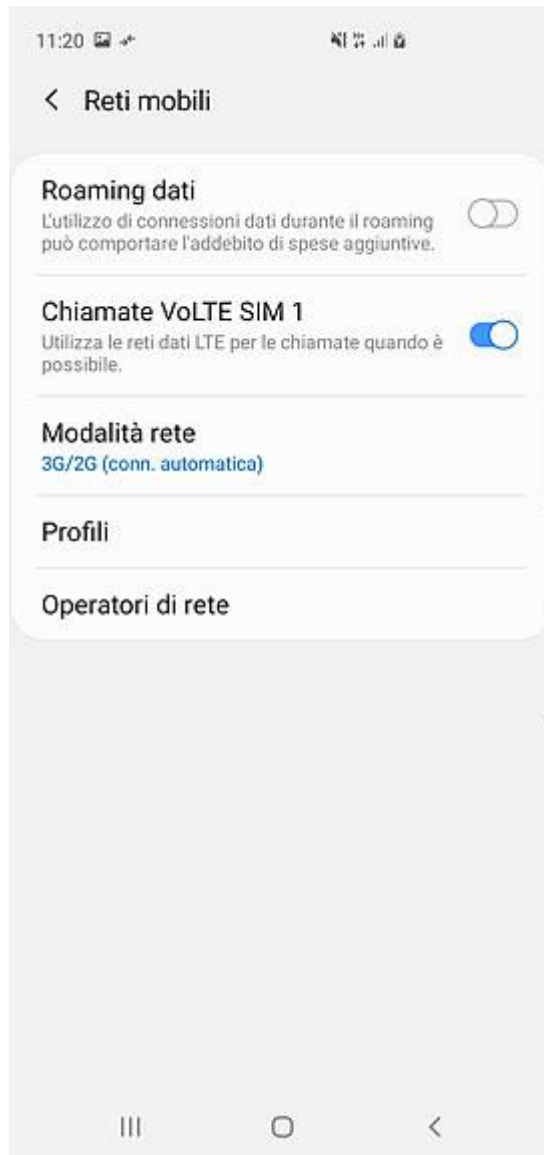 11:20
Reti mobili
Roaming dati
L'utilizzo di connessioni dati durante il roaming
può comportare l'addebito di spese aggiuntive.
Chiamate VoLTE SIM 1
Utilizza le reti dati LTE per le chiamate quando è
possibile.
Modalità rete
3G/2G (conn. automatica)
Profili
Operatori di rete